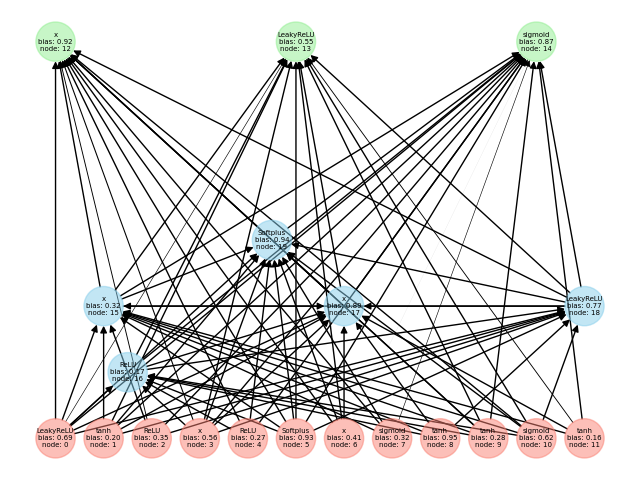 x
bias: 0.92
node: 12
LeakyReLU
bias: 0.55
node: 13
sigmoid
bias: 0.87
node: 14
Softplus
bias: 0.94
node: 19
x
bias: 0.32
node: 15
x
bias: 0.89
node: 17
LeakyReLU
bias: 0.77
node: 18
ReLU
bias: 0.17
node: 16
LeakyReLU
bias: 0.69
node: 0
tanh
bias: 0.20
node: 1
ReLU
bias: 0.35
node: 2
x
bias: 0.56
node: 3
ReLU
bias: 0.27
node: 4
Softplus
bias: 0.93
node: 5
x
bias: 0.41
node: 6
sigmoid
bias: 0.32
node: 7
tanh
bias: 0.95
node: 8
tanh
bias: 0.28
node: 9
sigmoid
bias: 0.62
node: 10
tanh
bias: 0.16
node: 11